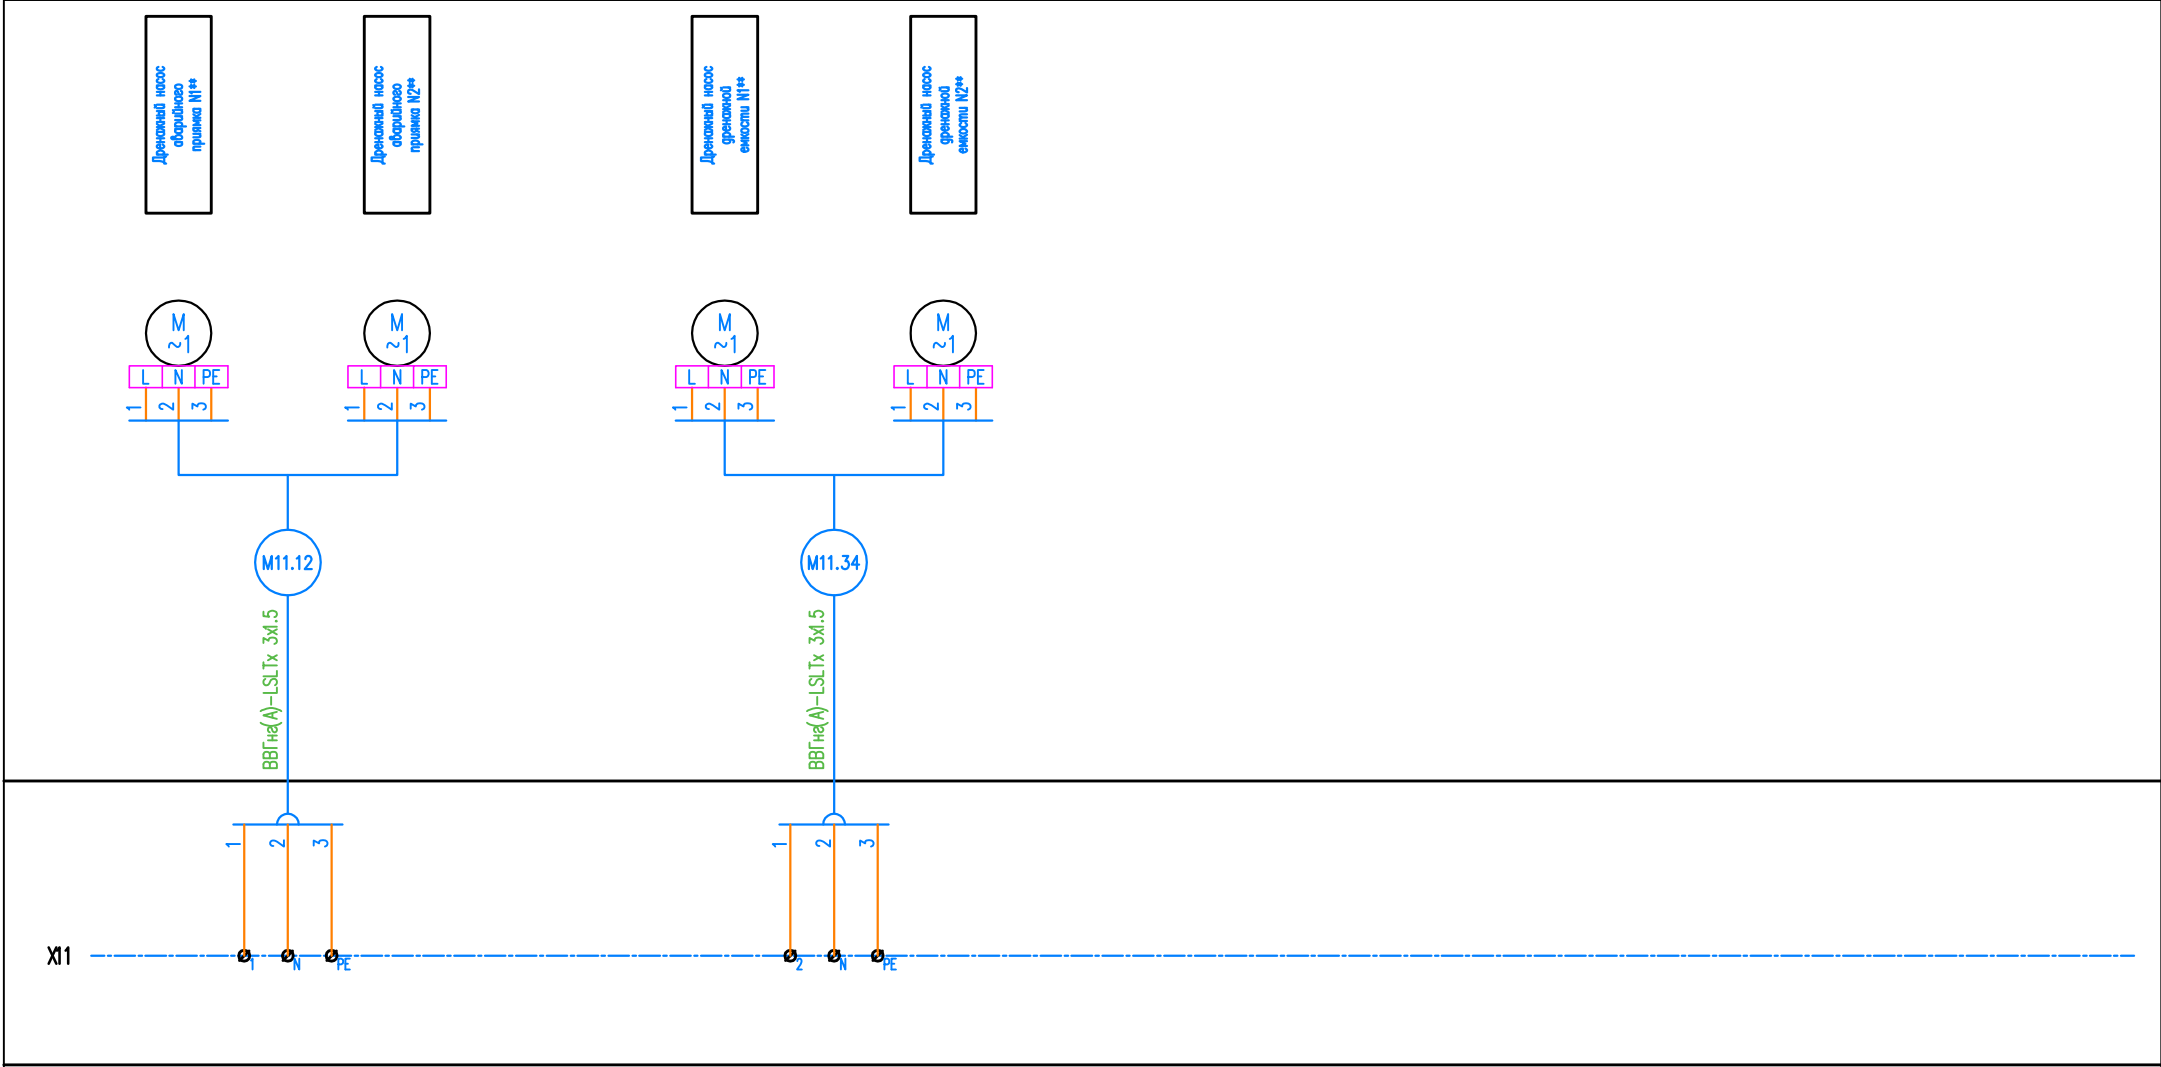 Дренажный насос
аварийного
приямка N1**
Дренажный насос
аварийного
приямка N2**
Дренажный насос
дренажной
емкости N1**
Дренажный насос
дренажной
емкости N2**
M
~1
M
~1
M
~1
M
~1
L N PE
L N PE
L N PE
L N PE
1 2 3
1 2 3
1 2 3
1 2 3
M11.12
M11.34
ВВГнг(А)-LSLTx 3x1.5
ВВГнг(А)-LSLTx 3x1.5
1 2 3
1 2 3
X11
1 N PE
2 N PE